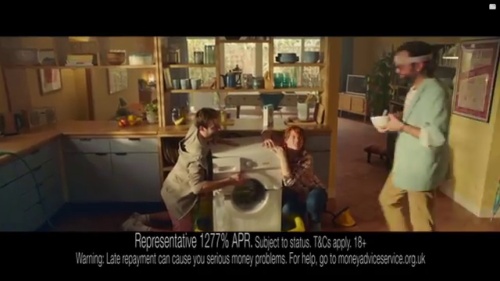 Representative 1277% APR. Subject to status. T&Cs apply. 18+
Warning: Late repayment can cause you serious money problems. For help, go to moneyadviceservice.org.uk